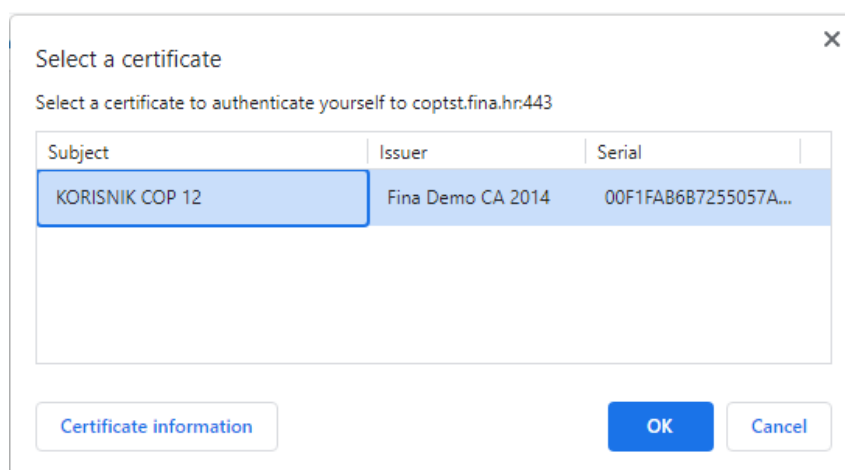 Select a certificate
Select a certificate to authenticate yourself to coptst.fina.hr:443
Subject Issuer Serial
KORISNIK COP 12 Fina Demo CA 2014 00F1FAB6B7255057A...
Certificate information OK Cancel